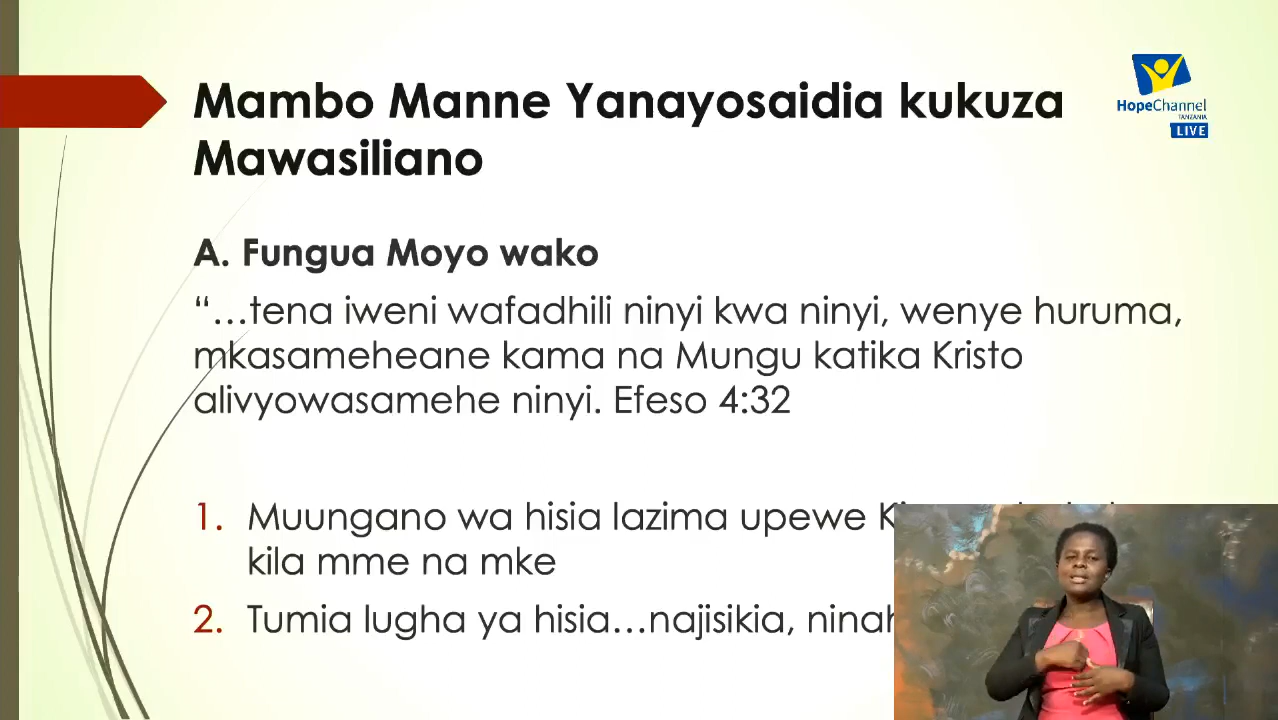 Mambo Manne Yanayosaidia kukuza
Mawasiliano
HopeChannel
TANZANIA
LIVE
A. Fungua Moyo wako
“…tena iweni wafadhili ninyi kwa ninyi, wenye huruma,
mkasameheane kama na Mungu katika Kristo
alivyowasamehe ninyi. Efeso 4:32
1. Muungano wa hisia lazima upewe
kila mme na mke
2. Tumia lugha ya hisia…najisikia,